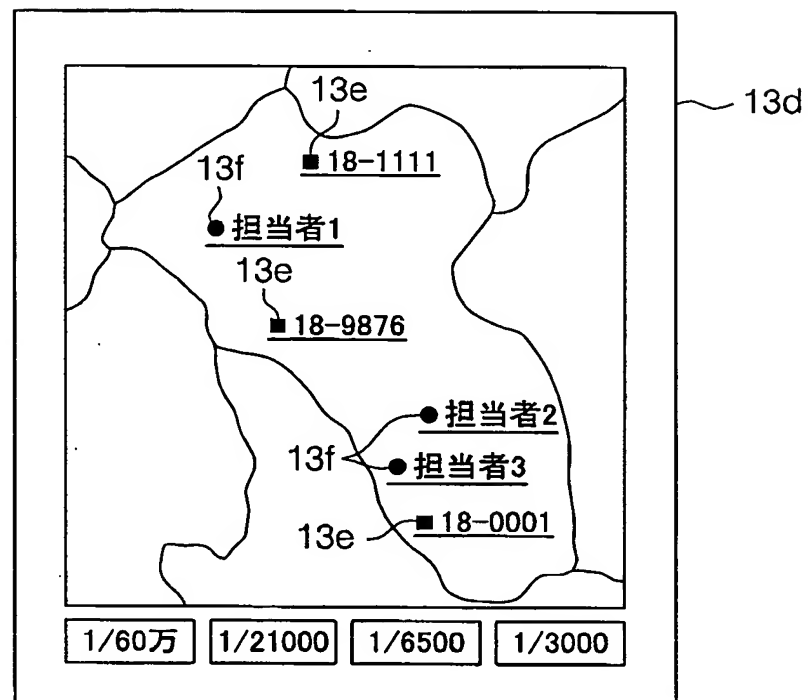 13d
13e
■ 18-1111
13f
● 担当者1
13e
■ 18-9876
● 担当者2
13f
● 担当者3
■ 18-0001
13e
1/60万 1/21000 1/6500 1/3000